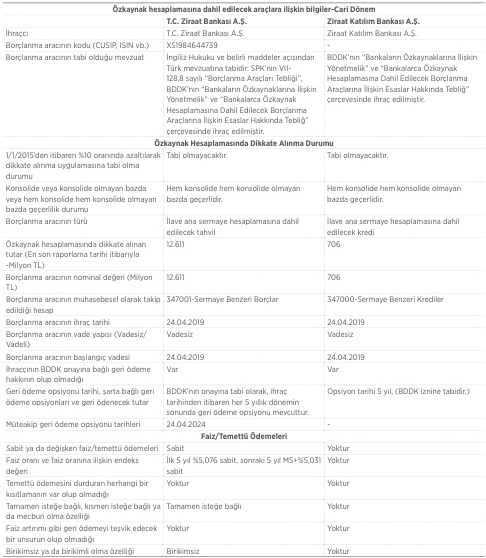 Özkaynak hesaplamasına dahil edilecek araçlara ilişkin bilgiler-Cari Dönem
T.C. Ziraat Bankası A.Ş. Ziraat Katılım Bankası A.Ş.
İhraçcı T.C. Ziraat Bankası A.Ş. Ziraat Katılım Bankası A.Ş.
Borçlanma aracının kodu (CUSIP, ISIN vb.) XS1984644739 -
Borçlanma aracının tabi olduğu mevzuat İngiliz Hukuku ve belirli maddeler açısından BDDK'nın "Bankaların Özkaynaklarına İlişkin
Türk mevzuatına tabidir. SPK'nın VII- Yönetmelik" ve "Bankalarca Özkaynak
128.8 sayılı "Borçlanma Araçları Tebliği", Hesaplamasına Dahil Edilecek Borçlanma
BDDK'nın "Bankaların Özkaynaklarına İlişkin Araçlarına İlişkin Esaslar Hakkında Tebliğ"
Yönetmelik" ve "Bankalarca Özkaynak çerçevesinde ihraç edilmiştir.
Hesaplamasına Dahil Edilecek Borçlanma
Araçlarına İlişkin Esaslar Hakkında Tebliğ"
çerçevesinde ihraç edilmiştir.
Özkaynak Hesaplamasında Dikkate Alınma Durumu
1/1/2015'den itibaren %10 oranında azaltılarak Tabi olmayacaktır. Tabi olmayacaktır.
dikkate alınma uygulamasına tabi olma
durumu
Konsolide veya konsolide olmayan bazda Hem konsolide hem konsolide olmayan Hem konsolide hem konsolide olmayan
veya hem konsolide hem konsolide olmayan bazda geçerlidir. bazda geçerlidir.
bazda geçerlilik durumu
Borçlanma aracının türü İlave ana sermaye hesaplamasına dahil İlave ana sermaye hesaplamasına dahil
edilecek tahvil edilecek kredi
Özkaynak hesaplamasında dikkate alınan 12.611 706
tutar (En son raporlama tarihi itibarıyla
-Milyon TL)
Borçlanma aracının nominal değeri (Milyon 12.611 706
TL)
Borçlanma aracının muhasebesel olarak takip 347001-Sermaye Benzeri Borçlar 347000-Sermaye Benzeri Krediler
edildiği hesap
Borçlanma aracının ihraç tarihi 24.04.2019 24.04.2019
Borçlanma aracının vade yapısı (Vadesiz/ Vadesiz Vadesiz
Vadeli)
Borçlanma aracının başlangıç vadesi 24.04.2019 24.04.2019
İhraççının BDDK onayına bağlı geri ödeme Var Var
hakkının olup olmadığı
Geri ödeme opsiyonu tarihi, şarta bağlı geri BDDK'nın onayına tabi olarak, ihraç Opsiyon tarihi 5 yıl, (BDDK iznine tabidir.)
ödeme opsiyonları ve geri ödenecek tutar tarihinden itibaren her 5 yıllık dönemin
sonunda geri ödeme opsiyonu mevcuttur.
Müteakip geri ödeme opsiyonu tarihleri 24.04.2024 -
Faiz/Temettü Ödemeleri
Sabit ya da değişken faiz/temettü ödemeleri Sabit Yoktur
Faiz oranı ve faiz oranına ilişkin endeks İlk 5 yıl %5,076 sabit, sonraki 5 yıl MS+%5,031 Yoktur
değeri sabit
Temettü ödemesini durduran herhangi bir Yoktur Yoktur
kısıtlamanın var olup olmadığı
Tamamen isteğe bağlı, kısmen isteğe bağlı ya Tamamen isteğe bağlı Yoktur
da mecburi olma özelliği
Faiz artırımı gibi geri ödemeyi teşvik edecek Yoktur Yoktur
bir unsurun olup olmadığı
Birikimsiz ya da birikimli olma özelliği Birikimsiz Yoktur